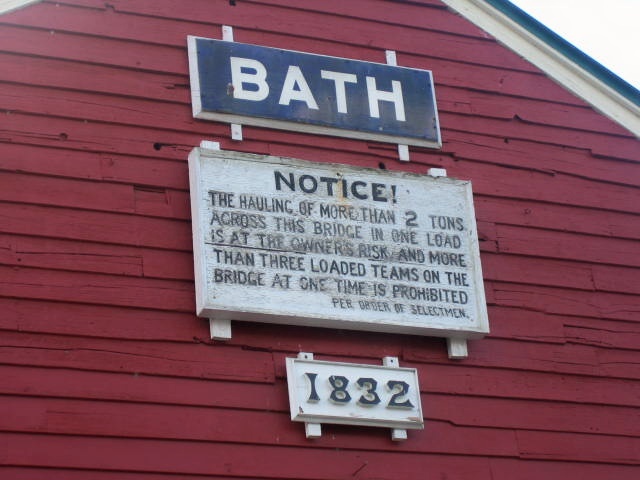 BATH
NOTICE!
THE HAULING OF MORE THAN 2 TONS
ACROSS THIS BRIDGE IN ONE LOAD
IS AT THE OWNERS RISK AND MORE
THAN THREE LOADED TEAMS ON THE
BRIDGE AT ONE TIME IS PROHIBITED
PER ORDER OF SELECTMEN.
1832